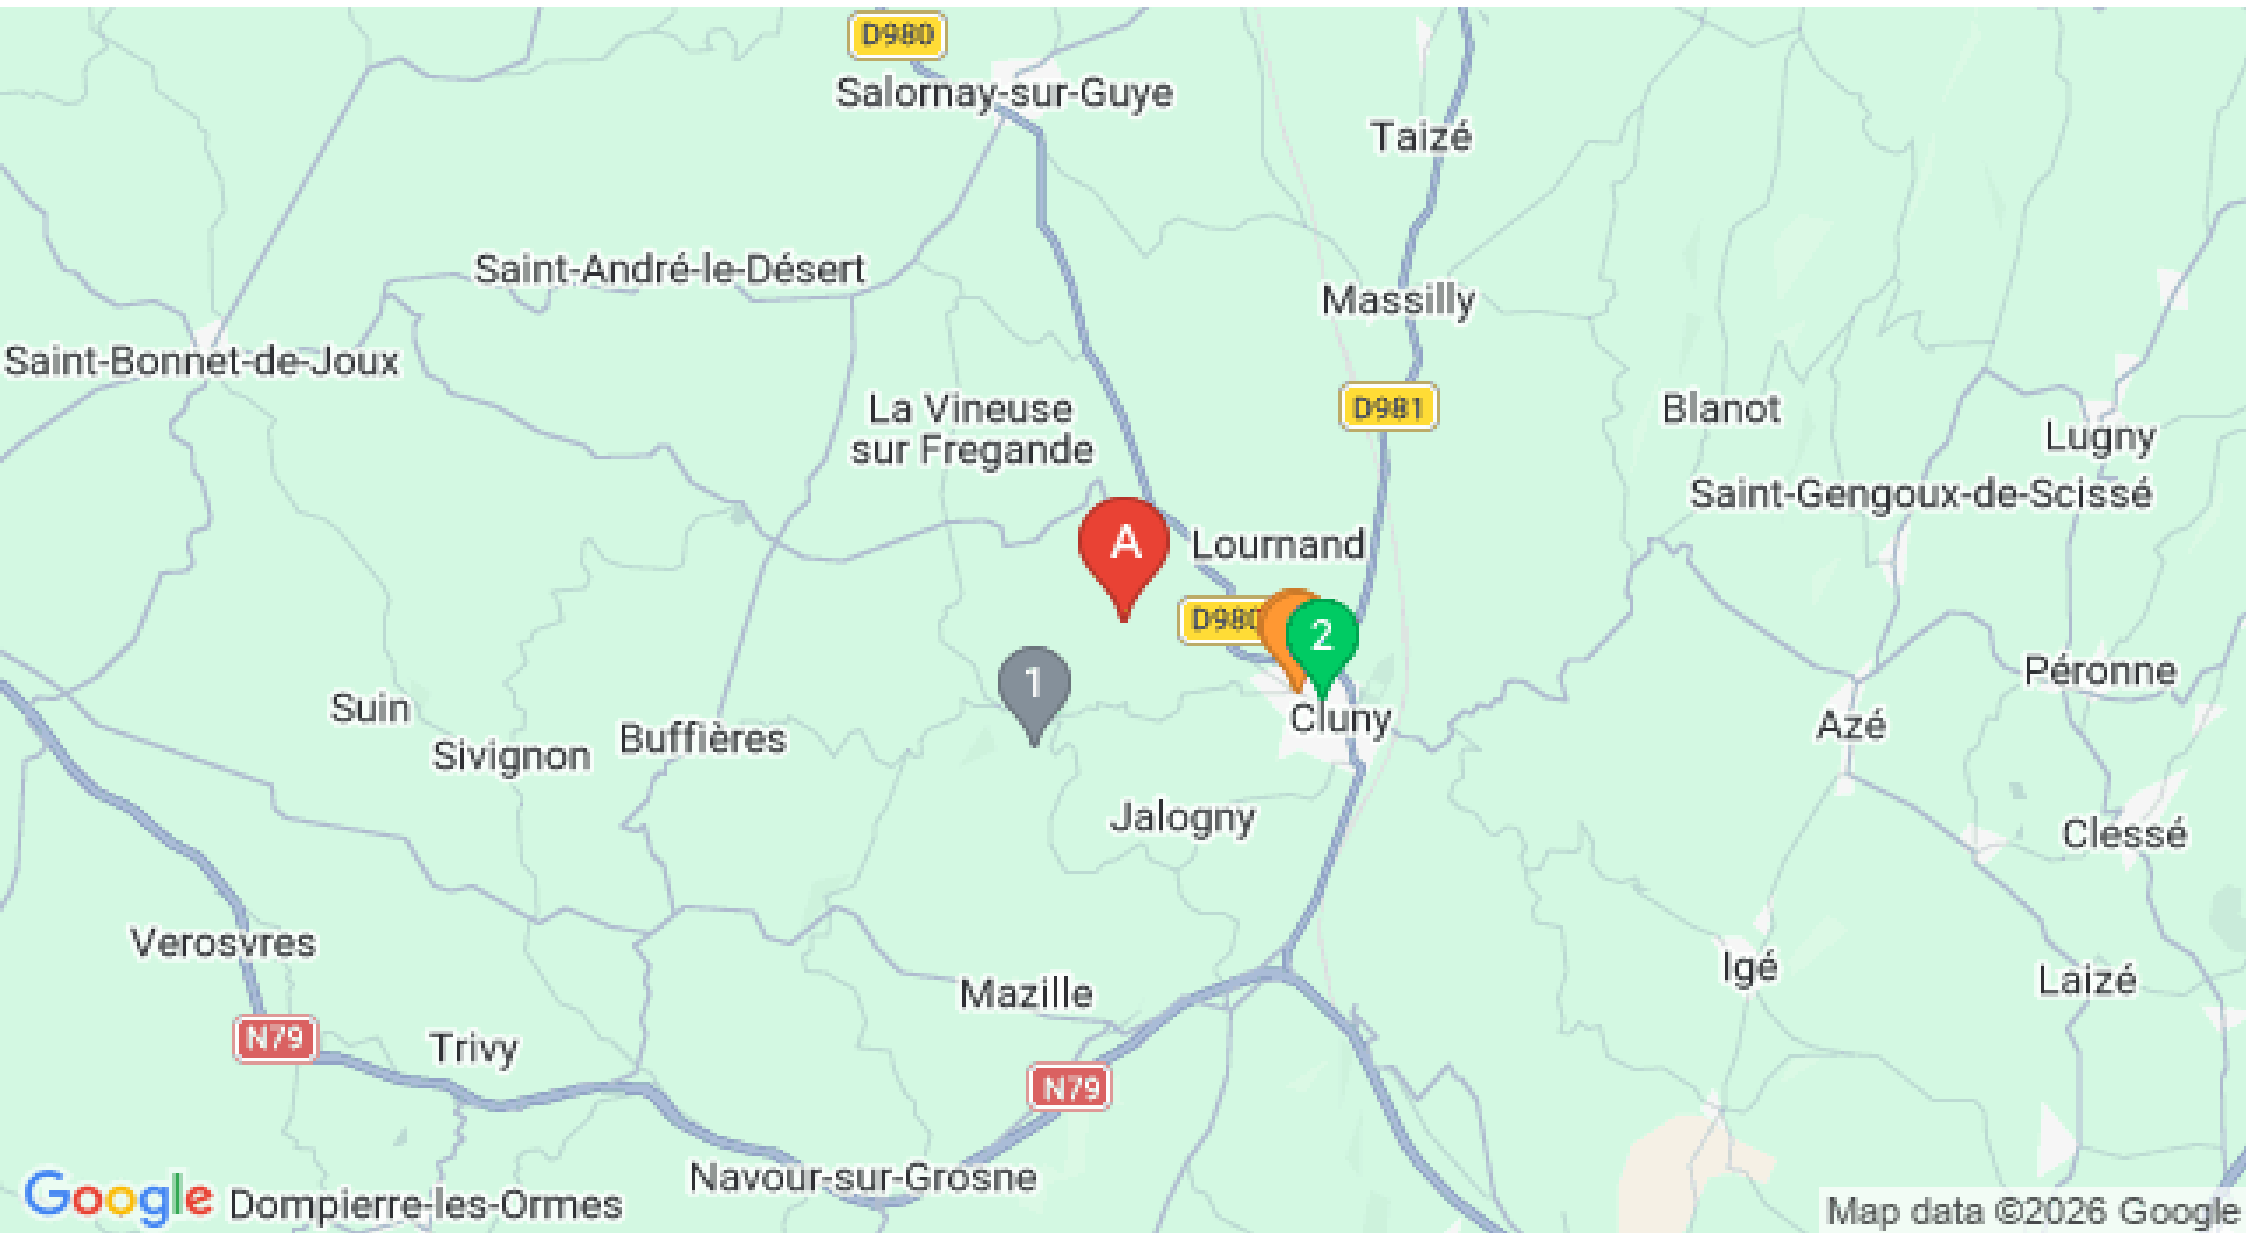 D980
Salornay-sur-Guye
Taizé
Saint-André-le-Désert
Massilly
Saint-Bonnet-de-Joux
La Vineuse
sur Fregande
D981
Blanot
Lugny
Saint-Gengoux-de-Scissé
A
Lournand
D980
2
1
Suin
Sivignon
Buffières
Cluny
Péronne
Azé
Jalogny
Clessé
Verosvres
Mazille
Igé
Laizé
N79
Trivy
N79
Navour-sur-Grosne
Google
Dompierre-les-Ormes
Map data ©2026 Google